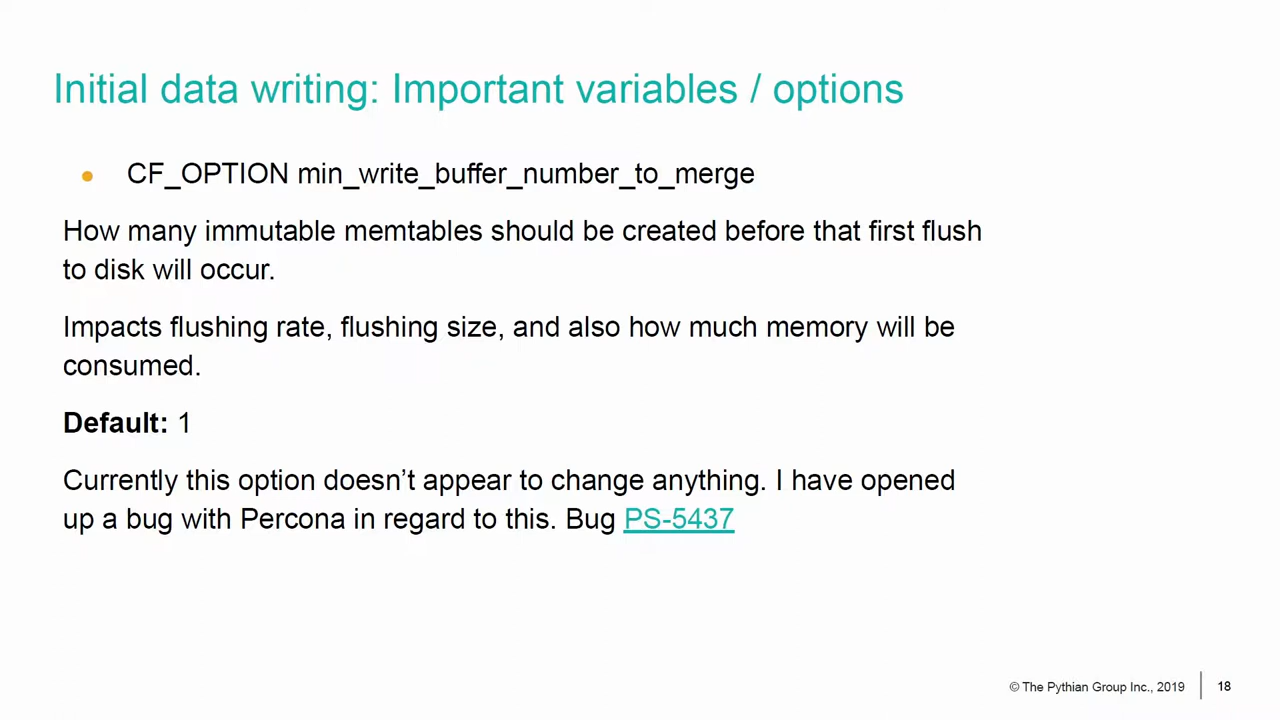 Initial data writing: Important variables / options
● CF_OPTION min_write_buffer_number_to_merge
How many immutable memtables should be created before that first flush
to disk will occur.
Impacts flushing rate, flushing size, and also how much memory will be
consumed.
Default: 1
Currently this option doesn’t appear to change anything. I have opened
up a bug with Percona in regard to this. Bug PS-5437
© The Pythian Group Inc., 2019 18